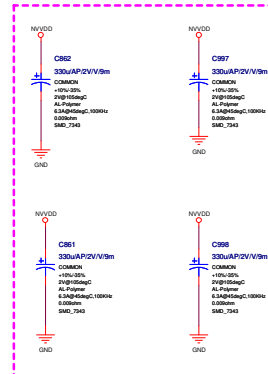 NVVDD
C862
330u/AP/2V/V/9m
COMMON
+10%/-35%
2V@105degC
AL-Polymer
6.3A@45degC,100KHz
0.009ohm
SMD_7343
GND
NVVDD
C997
330u/AP/2V/V/9m
COMMON
+10%/-35%
2V@105degC
AL-Polymer
6.3A@45degC,100KHz
0.009ohm
SMD_7343
GND
NVVDD
C861
330u/AP/2V/V/9m
COMMON
+10%/-35%
2V@105degC
AL-Polymer
6.3A@45degC,100KHz
0.009ohm
SMD_7343
GND
NVVDD
C998
330u/AP/2V/V/9m
COMMON
+10%/-35%
2V@105degC
AL-Polymer
6.3A@45degC,100KHz
0.009ohm
SMD_7343
GND